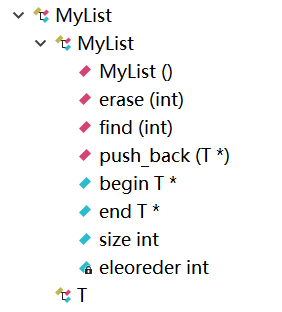 MyList
MyList
MyList ()
erase (int)
find (int)
push_back (T *)
begin T *
end T *
size int
eleoreder int
T